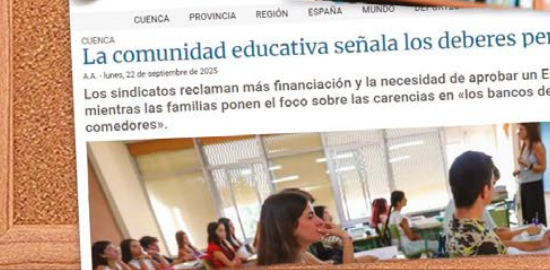 CUENCA PROVINCIA REGIÓN ESPAÑA MUNDO DEPORTES
CUENCA
La comunidad educativa señala los deberes
A.A. - lunes, 22 de septiembre de 2025
Los sindicatos reclaman más financiación y la necesidad de aprobar un
mientras las familias ponen el foco sobre las carencias en «los bancos de
comedores».